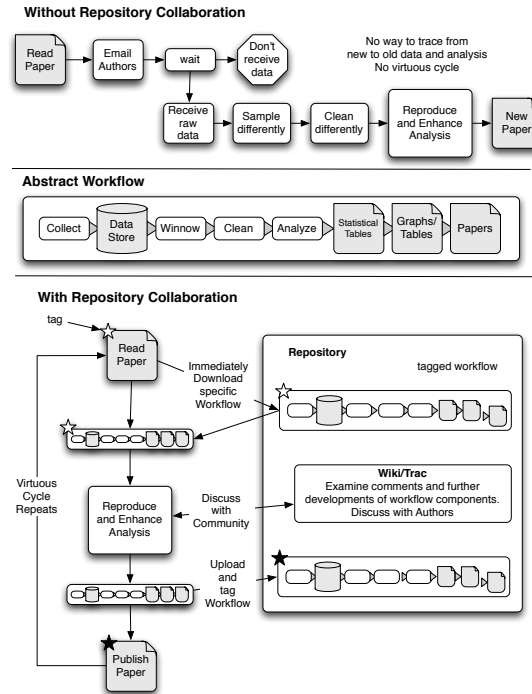 Without Repository Collaboration
Read
Paper
Email
Authors
wait
Don't
receive
data
No way to trace from
new to old data and analysis
No virtuous cycle
Receive
raw
data
Sample
differently
Clean
differently
Reproduce
and Enhance
Analysis
New
Paper
Abstract Workflow
Collect
Data
Store
Winnow
Clean
Analyze
Statistical
Tables
Graphs/
Tables
Papers
With Repository Collaboration
tag
Read
Paper
Immediately
Download
specific
Workflow
Repository
tagged workflow
Virtuous
Cycle
Repeats
Reproduce
and Enhance
Analysis
Discuss
with
Community
Wiki/Trac
Examine comments and further
developments of workflow components.
Discuss with Authors
Upload
and
tag
Workflow
Publish
Paper